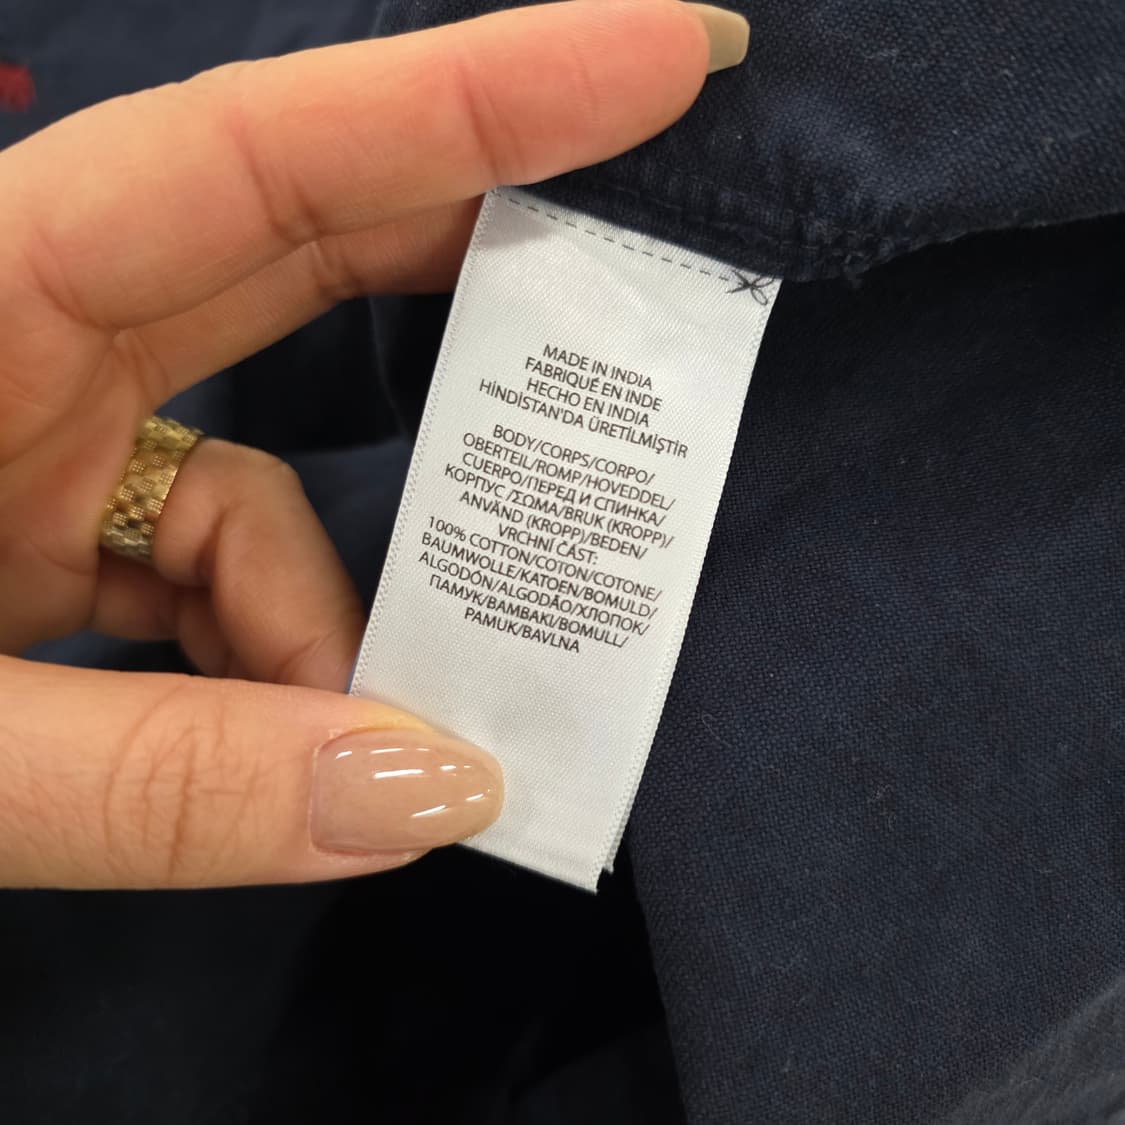 MADE IN INDIA
FABRIQUÉ EN INDE
HECHO EN INDIA
HİNDİSTAN'DA ÜRETİLMİŞTİR
BODY/CORPS/CORPO/
OBERTEIL/ROMP/HOVEDDEL/
CUERPO/ПЕРЕД И СПИНКА/
КОРПУС /ΣΩΜΑ/BRUK (KROPP)/
ANVÄND (KROPP)/BEDEN/
VRCHNÍ ČÁST:
100% COTTON/COTON/COTONE/
BAUMWOLLE/KATOEN/BOMULD/
ALGODÓN/ALGODÃO/ХЛОПОК/
ПАМУК/ΒΑΜΒΑΚΙ/BOMULL/
PAMUK/BAVLNA